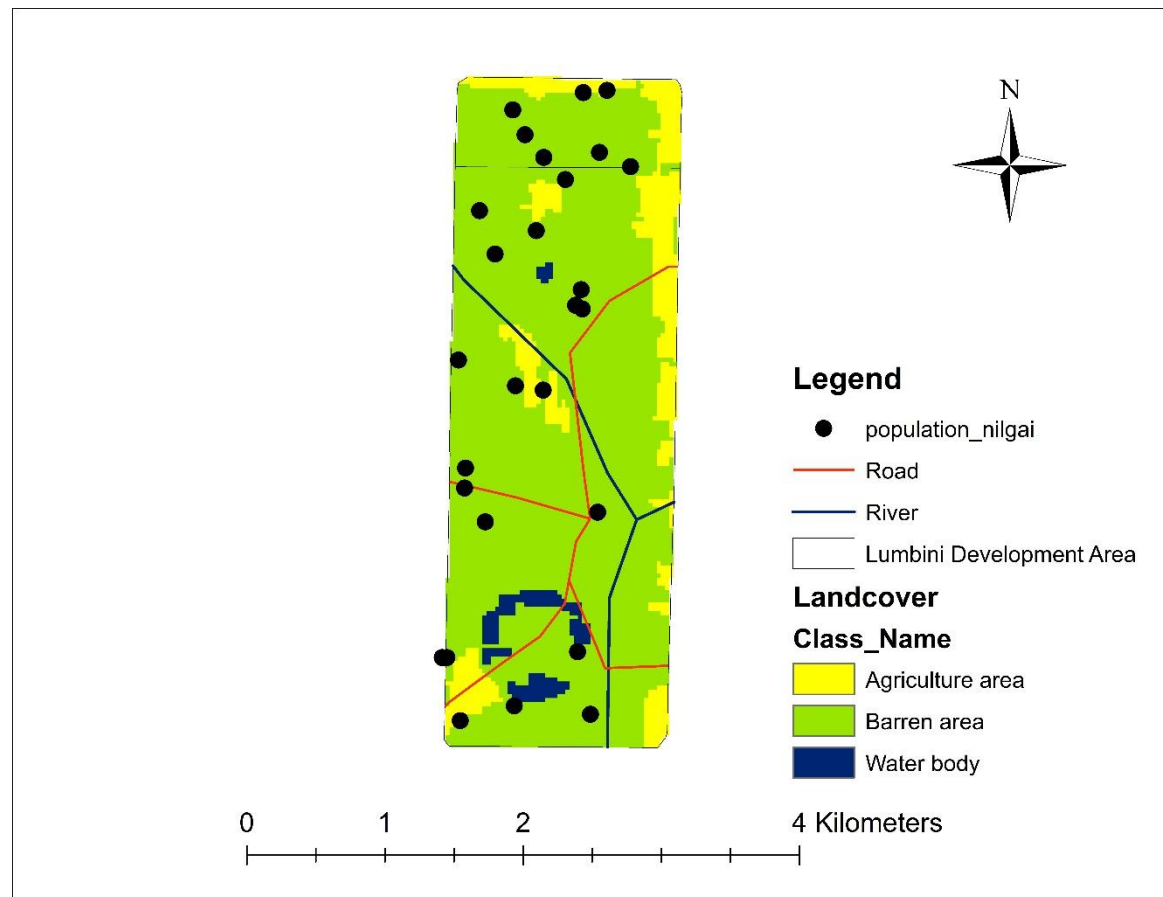 N
Legend
population_nilgai
Road
River
Lumbini Development Area
Landcover
Class_Name
Agriculture area
Barren area
Water body
0 1 2 4 Kilometers